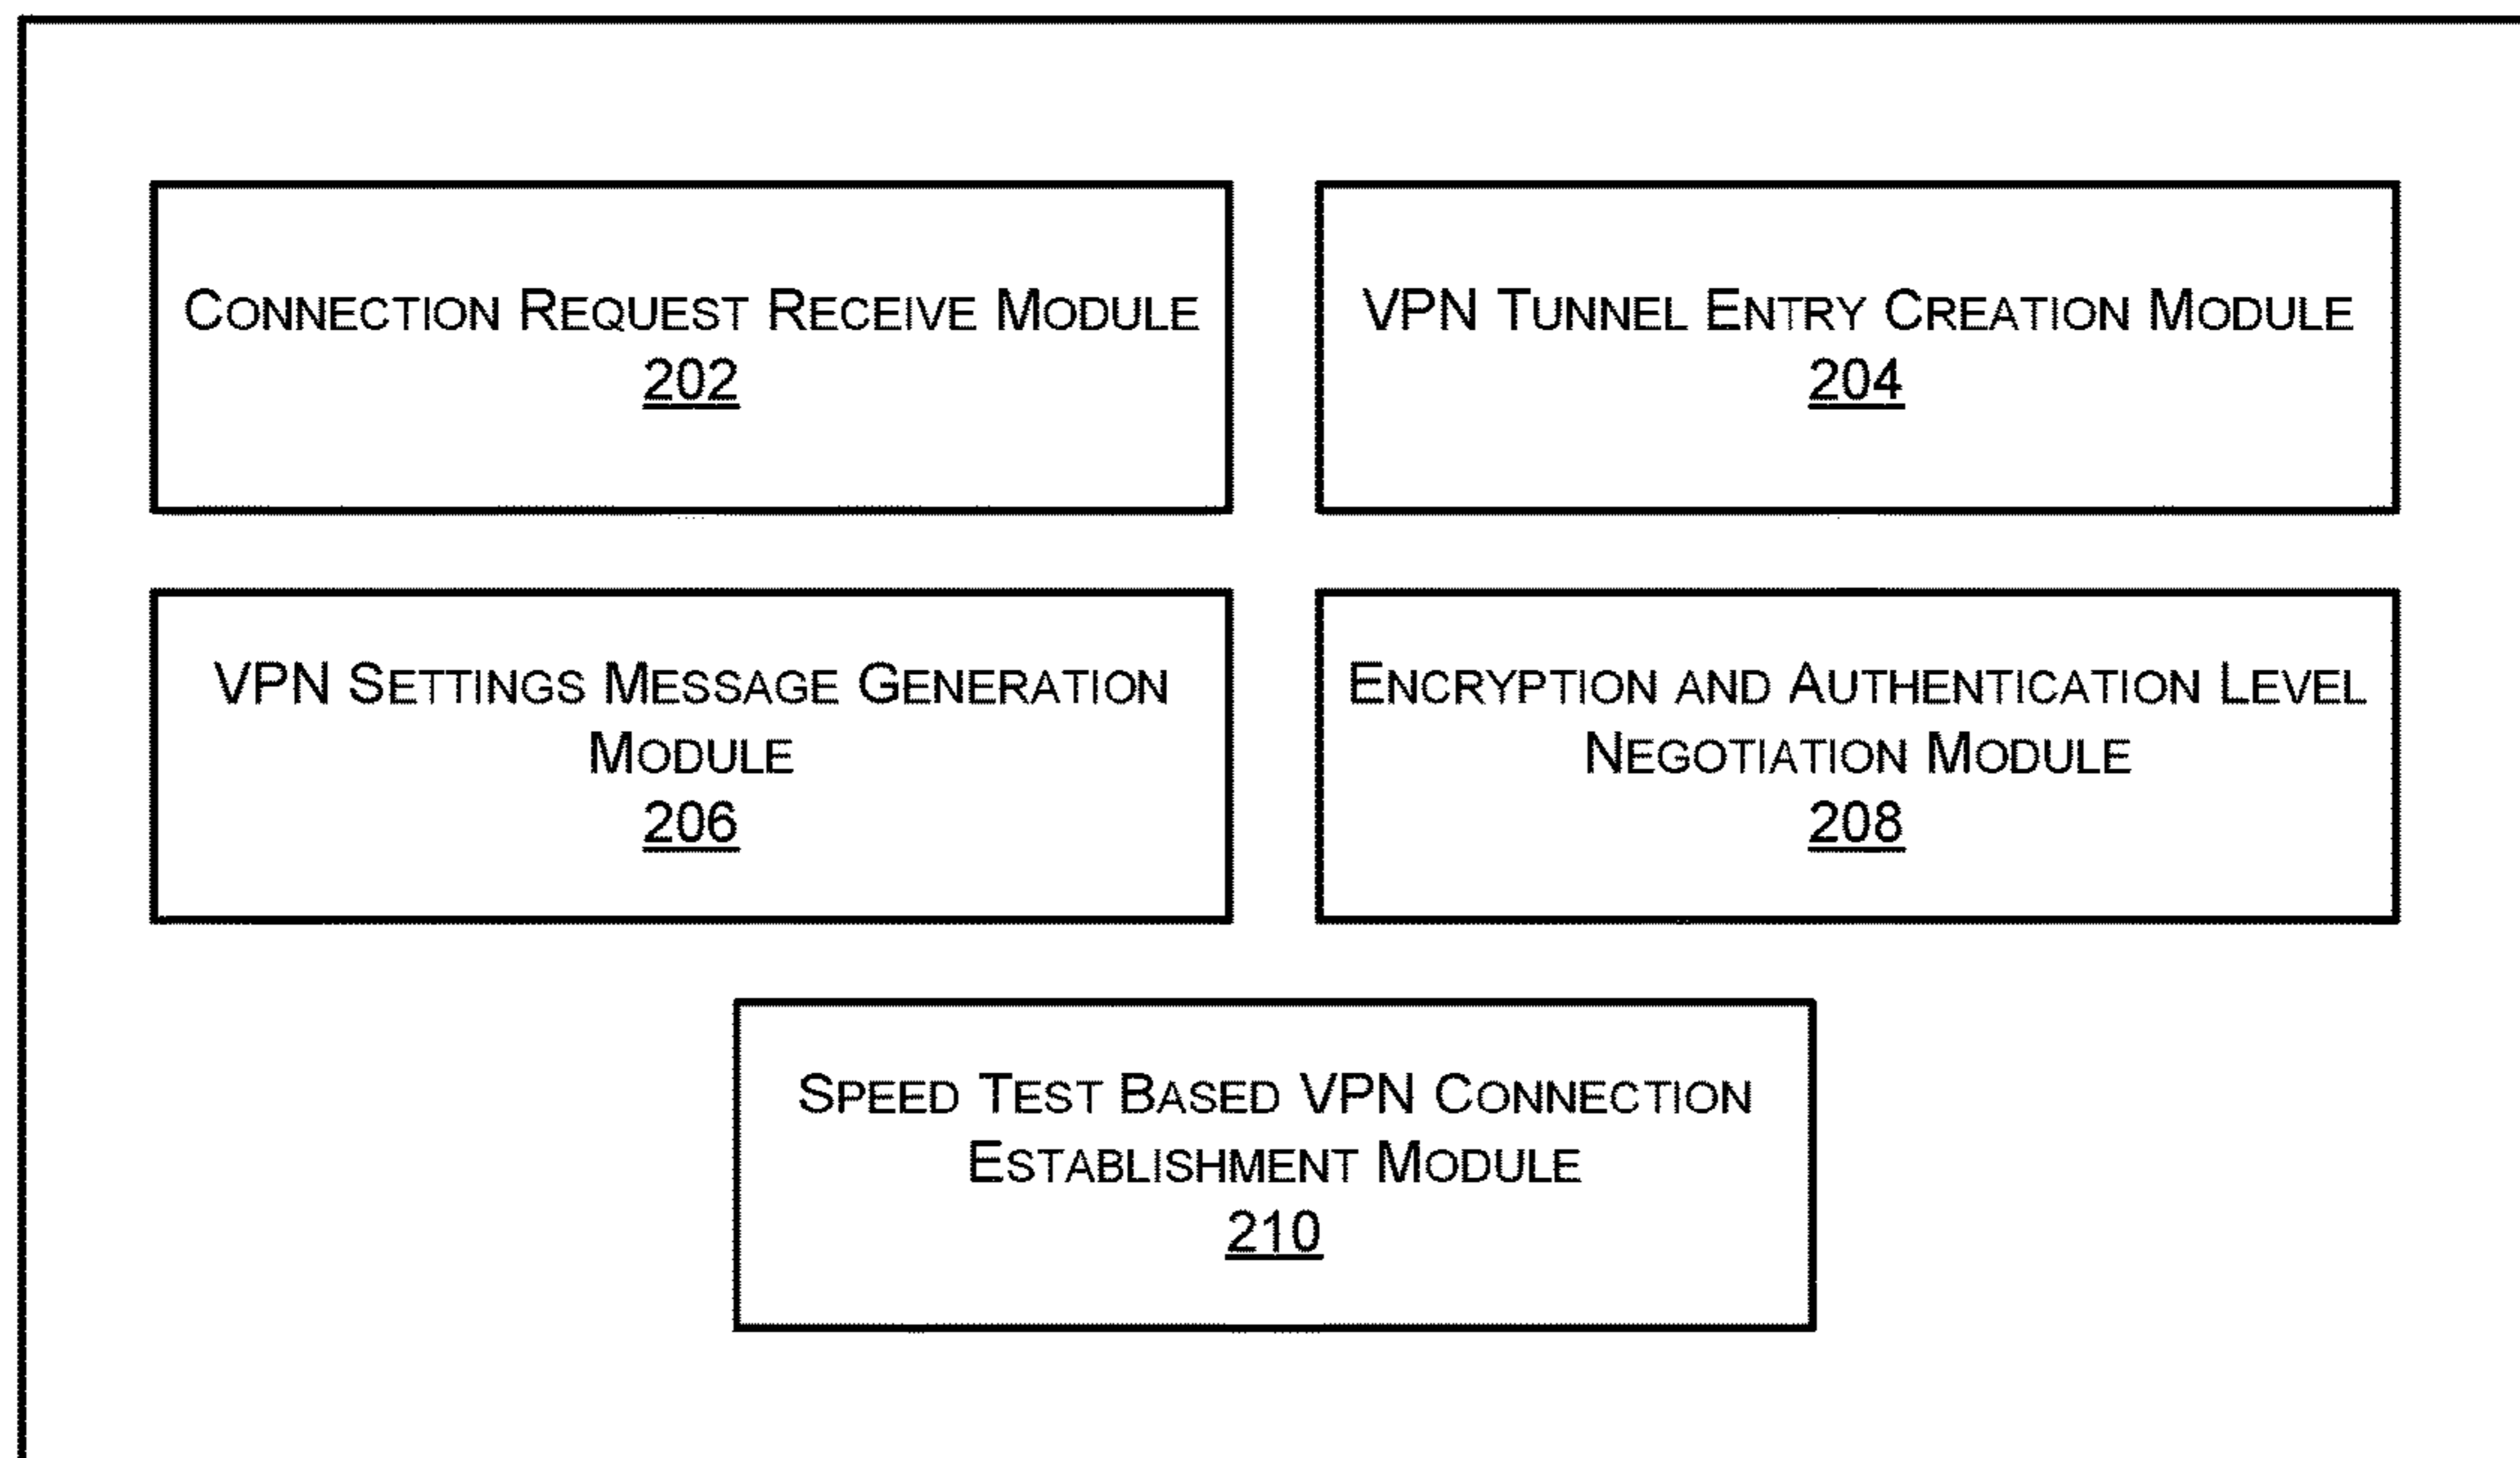 Connection Request Receive Module
202
VPN Tunnel Entry Creation Module
204
VPN Settings Message Generation
Module
206
Encryption and Authentication Level
Negotiation Module
208
Speed Test Based VPN Connection
Establishment Module
210